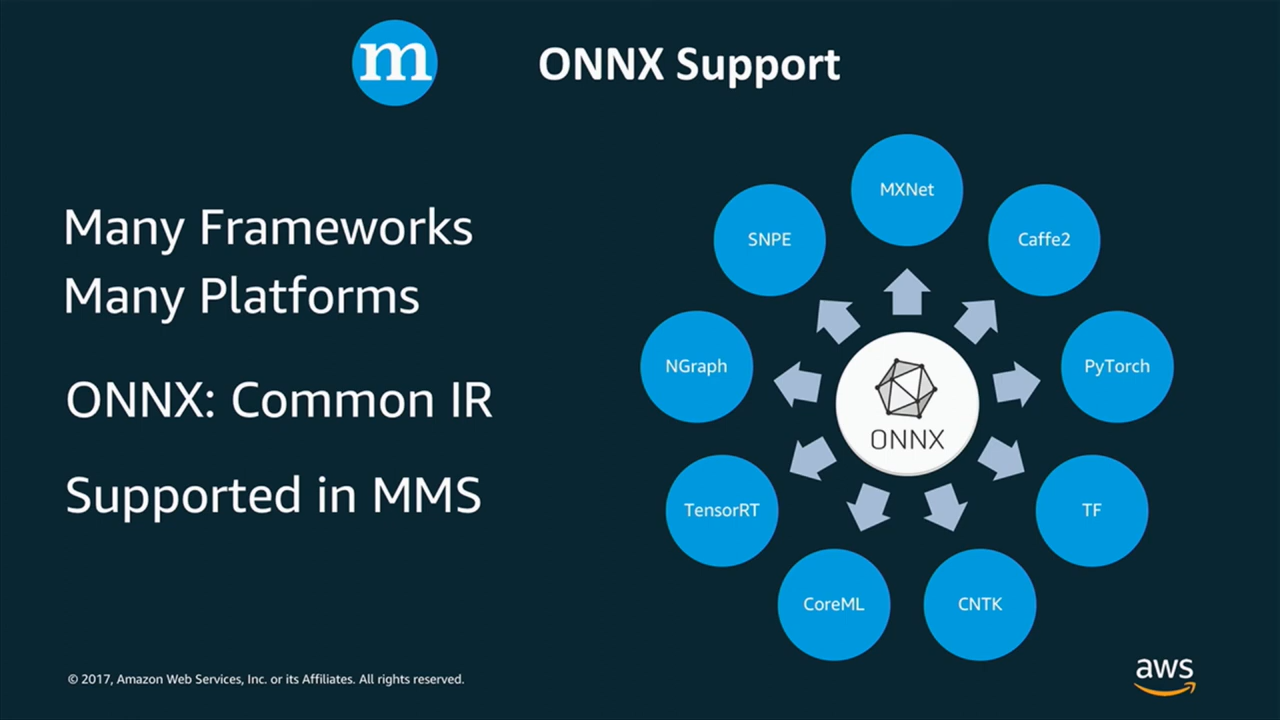 m
ONNX Support
Many Frameworks
Many Platforms
ONNX: Common IR
Supported in MMS
MXNet
Caffe2
PyTorch
TF
CNTK
CoreML
TensorRT
NGraph
SNPE
ONNX
© 2017, Amazon Web Services, Inc. or its Affiliates. All rights reserved.
aws